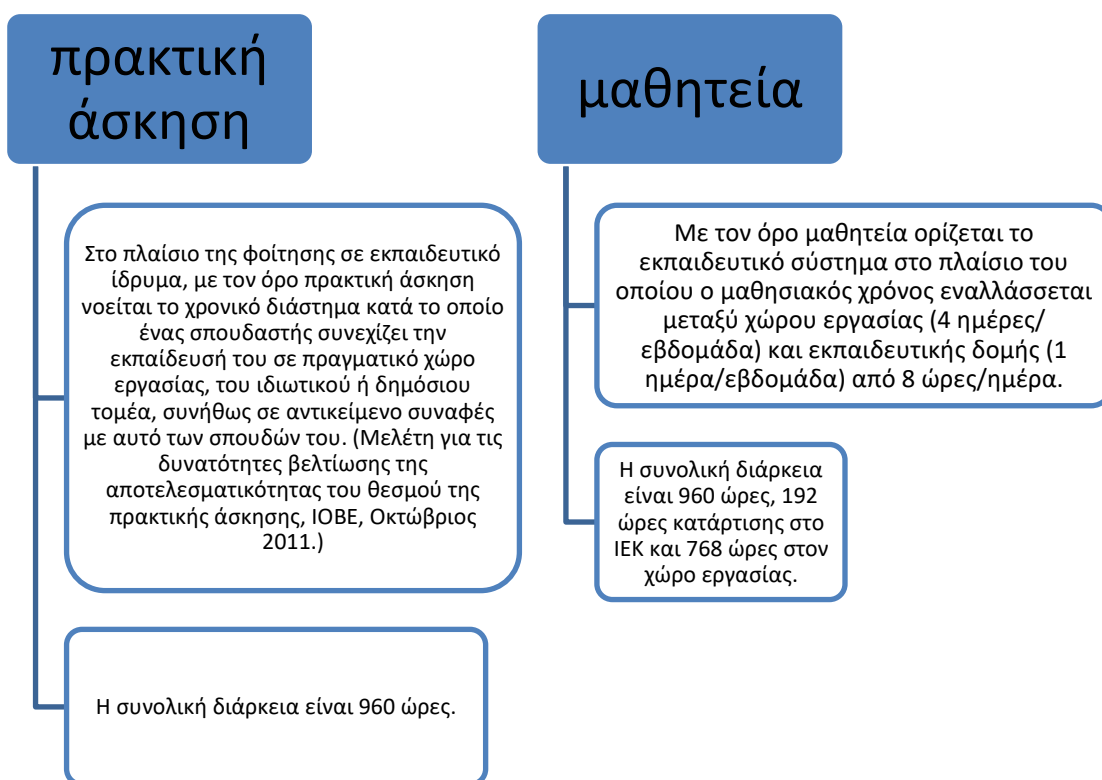 πρακτική
άσκηση
Στο πλαίσιο της φοίτησης σε εκπαιδευτικό
ίδρυμα, με τον όρο πρακτική άσκηση
νοείται το χρονικό διάστημα κατά το οποίο
ένας σπουδαστής συνεχίζει την
εκπαίδευσή του σε πραγματικό χώρο
εργασίας, του ιδιωτικού ή δημόσιου
τομέα, συνήθως σε αντικείμενο συναφές
με αυτό των σπουδών του. (Μελέτη για τις
δυνατότητες βελτίωσης της
αποτελεσματικότητας του θεσμού της
πρακτικής άσκησης, ΙΟΒΕ, Οκτώβριος
2011.)
Η συνολική διάρκεια είναι 960 ώρες.
μαθητεία
Με τον όρο μαθητεία ορίζεται το
εκπαιδευτικό σύστημα στο πλαίσιο του
οποίου ο μαθησιακός χρόνος εναλλάσσεται
μεταξύ χώρου εργασίας (4 ημέρες/
εβδομάδα) και εκπαιδευτικής δομής (1
ημέρα/εβδομάδα) από 8 ώρες/ημέρα.
Η συνολική διάρκεια
είναι 960 ώρες, 192
ώρες κατάρτισης στο
ΙΕΚ και 768 ώρες στον
χώρο εργασίας.